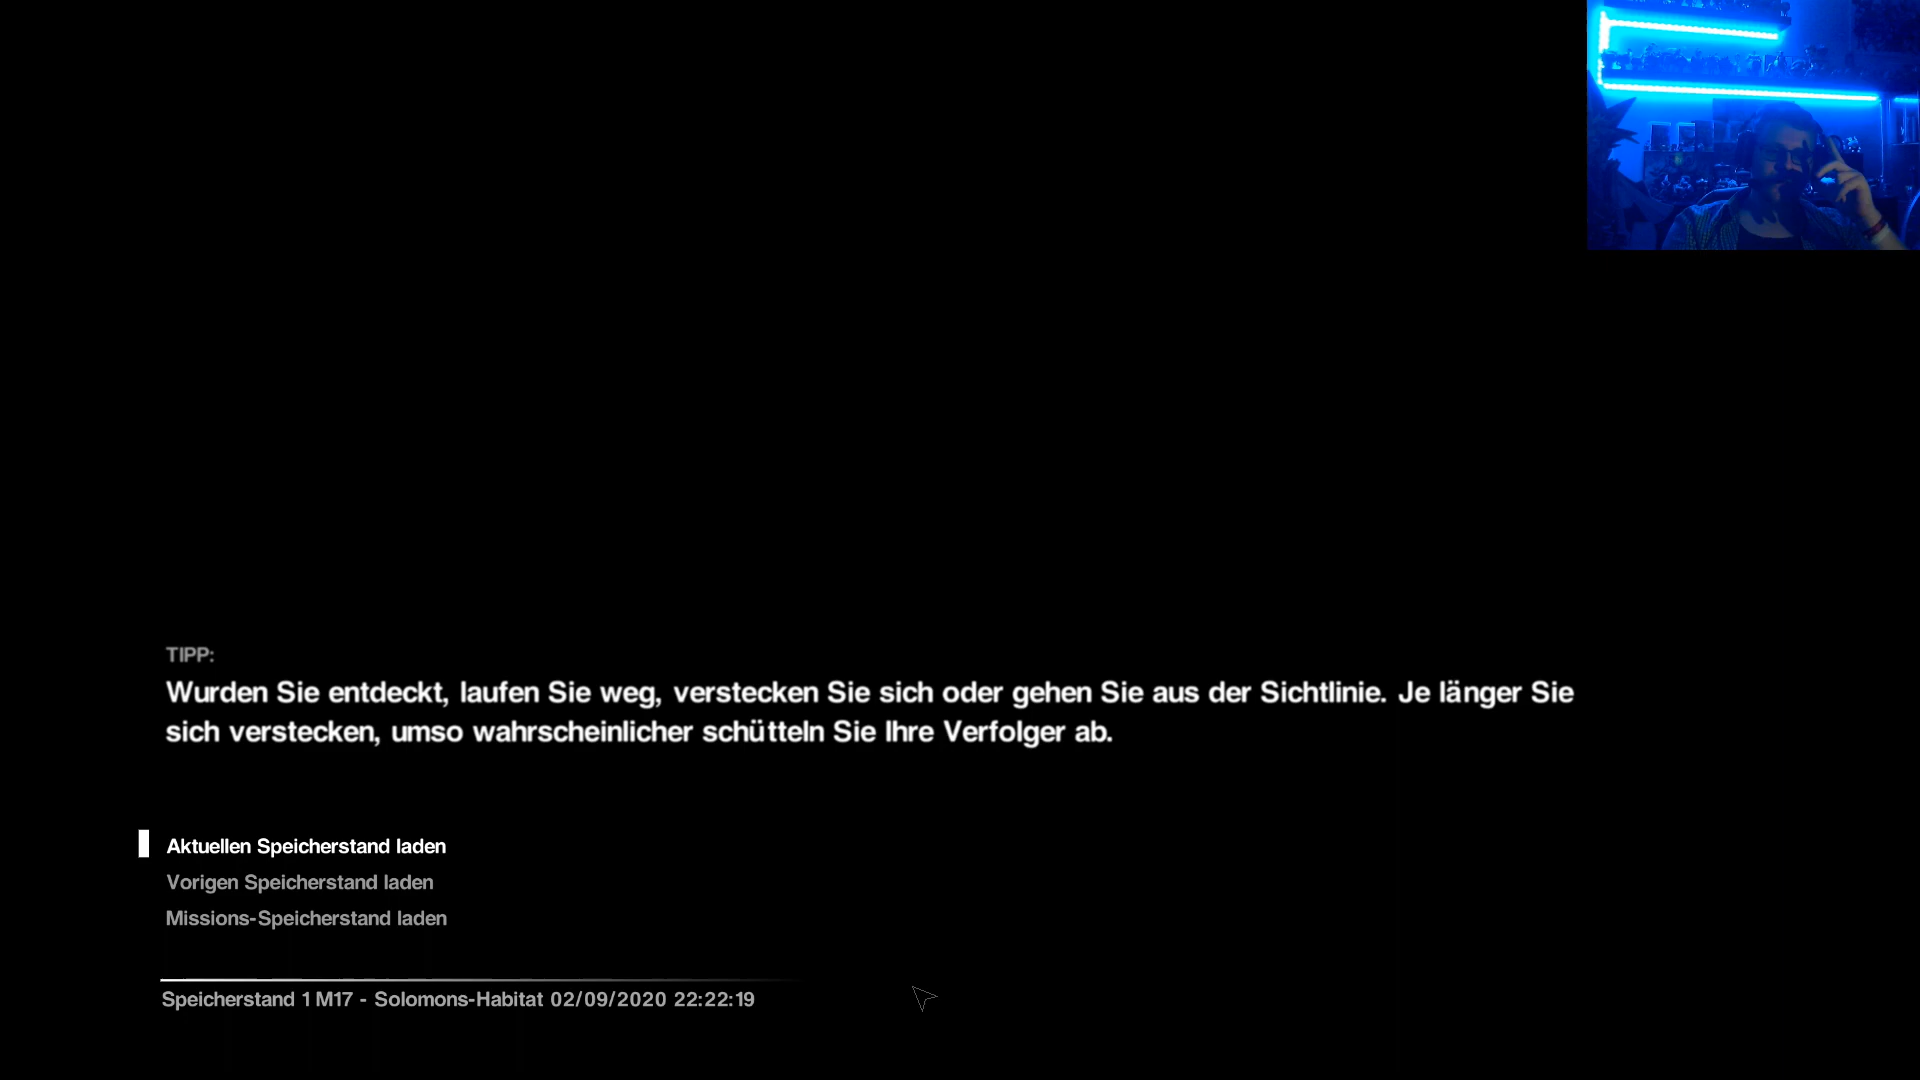 TIPP:
Wurden Sie entdeckt, laufen Sie weg, verstecken Sie sich oder gehen Sie aus der Sichtlinie. Je länger Sie
sich verstecken, umso wahrscheinlicher schütteln Sie Ihre Verfolger ab.
Aktuellen Speicherstand laden
Vorigen Speicherstand laden
Missions-Speicherstand laden
Speicherstand 1 M17 - Solomons-Habitat 02/09/2020 22:22:19